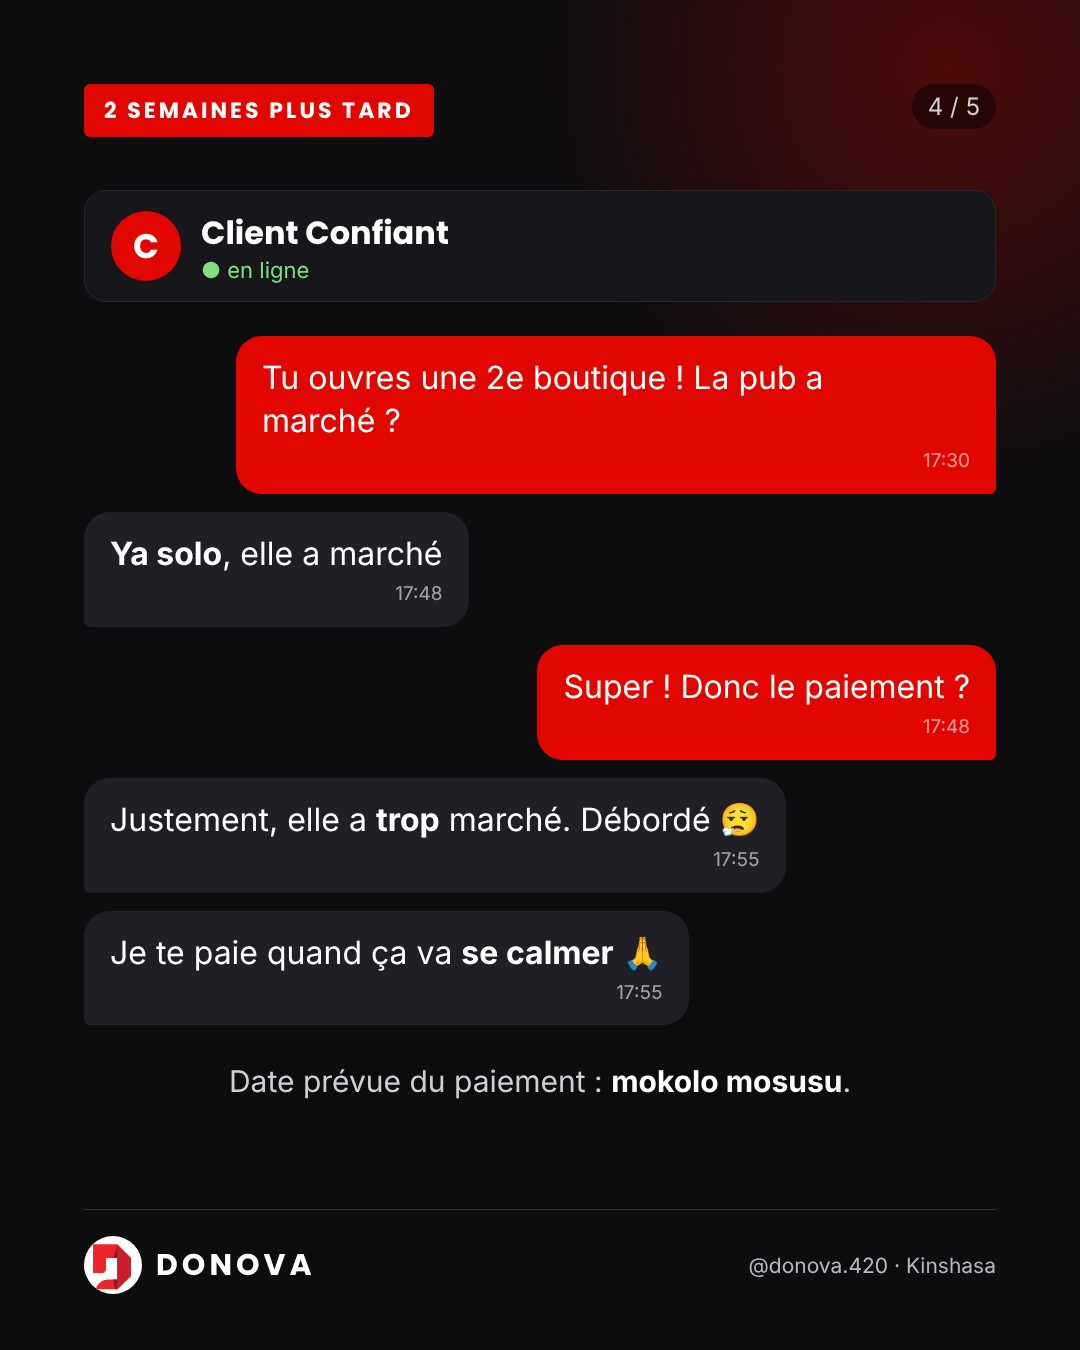 2 SEMAINES PLUS TARD
4 / 5
C
Client Confiant
en ligne
Tu ouvres une 2e boutique ! La pub a
marché ?
17:30
Ya solo, elle a marché
17:48
Super ! Donc le paiement ?
17:48
Justement, elle a trop marché. Débordé 😮‍💨
17:55
Je te paie quand ça va se calmer 🙏
17:55
Date prévue du paiement : mokolo mosusu.
DONOVA
@donova.420 · Kinshasa